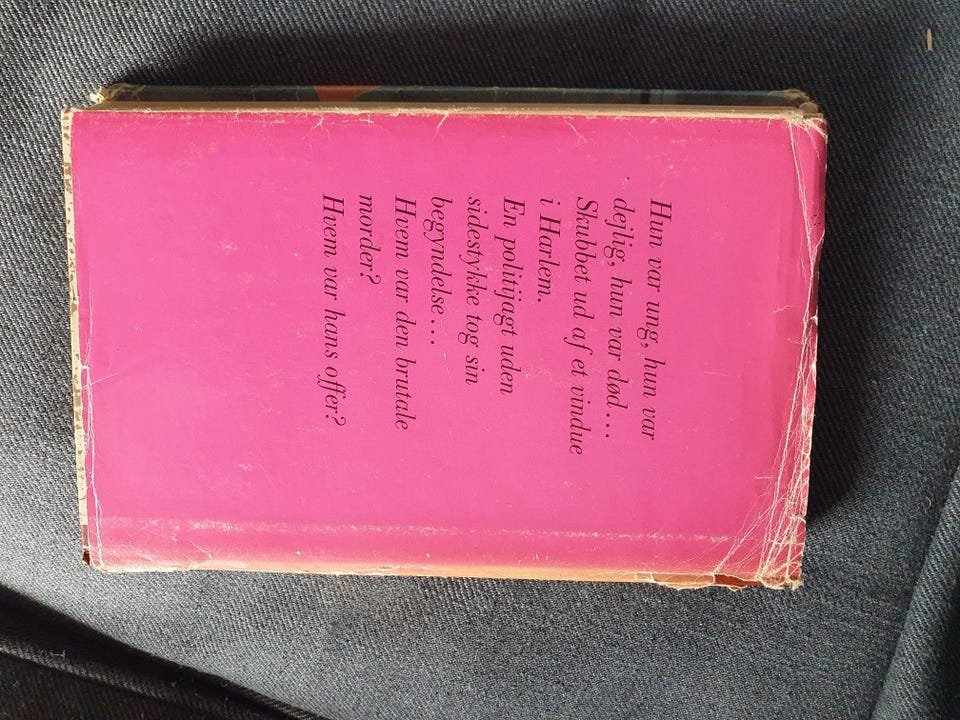 Hun var ung, hun var
dejlig, hun var død...
Skubbet ud af et vindue
i Harlem.
En politijagt uden
sidestykke tog sin
begyndelse...
Hvem var den brutale
morder?
Hvem var hans offer?